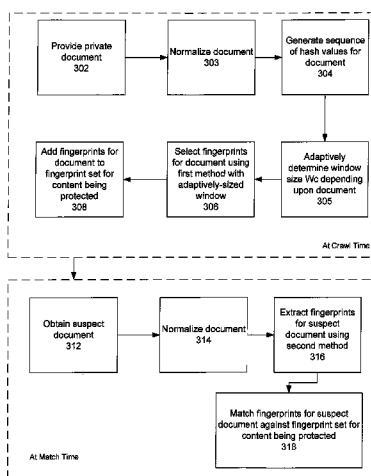 Provide private
document
302
Normalize document
303
Generate sequence
of hash values for
document
304
Adaptively
determine window
size Wc depending
upon document
305
Select fingerprints
for document using
first method with
adaptively-sized
window
306
Add fingerprints for
document to
fingerprint set for
content being
protected
308
At Crawl Time
Obtain suspect
document
312
Normalize document
314
Extract fingerprints
for suspect
document using
second method
316
Match fingerprints for suspect
document against fingerprint set for
content being protected
318
At Match Time